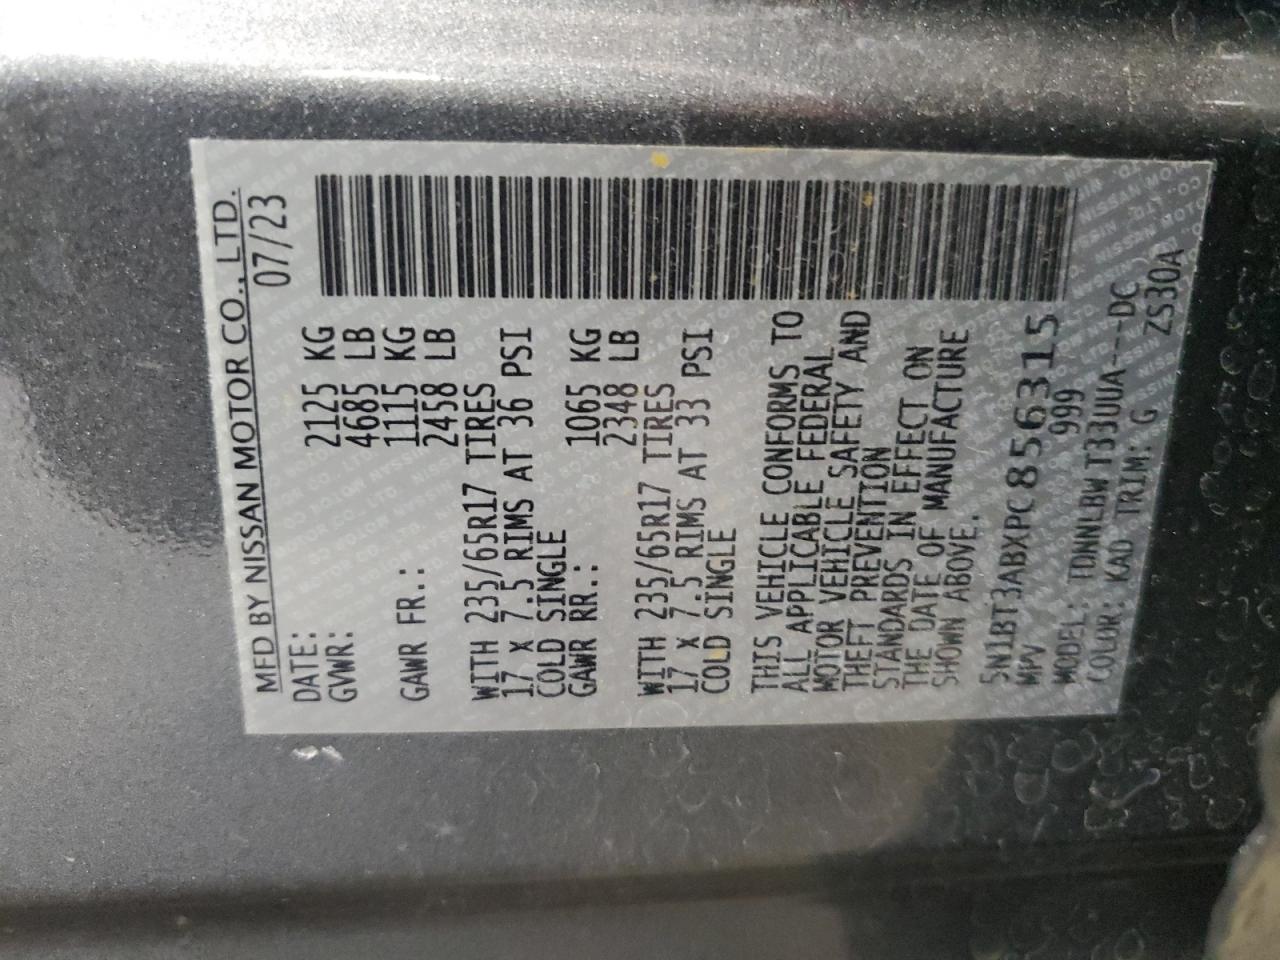 MFD BY NISSAN MOTOR CO., LTD.
DATE: 07/23
GVWR: 2125 KG
4685 LB
GAWR FR.: 1115 KG
2458 LB
WITH 235/65R17 TIRES
17 x 7.5 RIMS AT 36 PSI
COLD SINGLE
GAWR RR.: 1065 KG
2348 LB
WITH 235/65R17 TIRES
17 x 7.5 RIMS AT 33 PSI
COLD SINGLE
THIS VEHICLE CONFORMS TO
ALL APPLICABLE FEDERAL
MOTOR VEHICLE SAFETY AND
THEFT PREVENTION
STANDARDS IN EFFECT ON
THE DATE OF MANUFACTURE
SHOWN ABOVE.
5N1BT3ABXPC856315
MPV 999
MODEL: TDNNLBWT33UUA---DC
COLOR: KAD TRIM: G
ZS30A